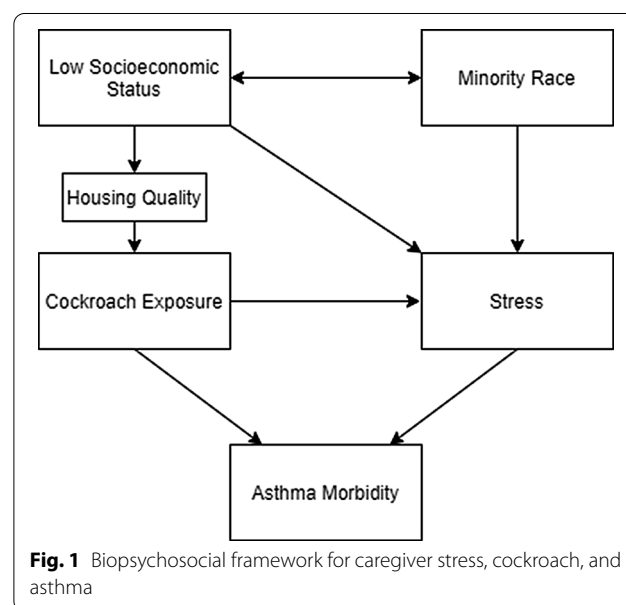 Low Socioeconomic
Status
Minority Race
Housing Quality
Cockroach Exposure
Stress
Asthma Morbidity
Fig. 1 Biopsychosocial framework for caregiver stress, cockroach, and
asthma